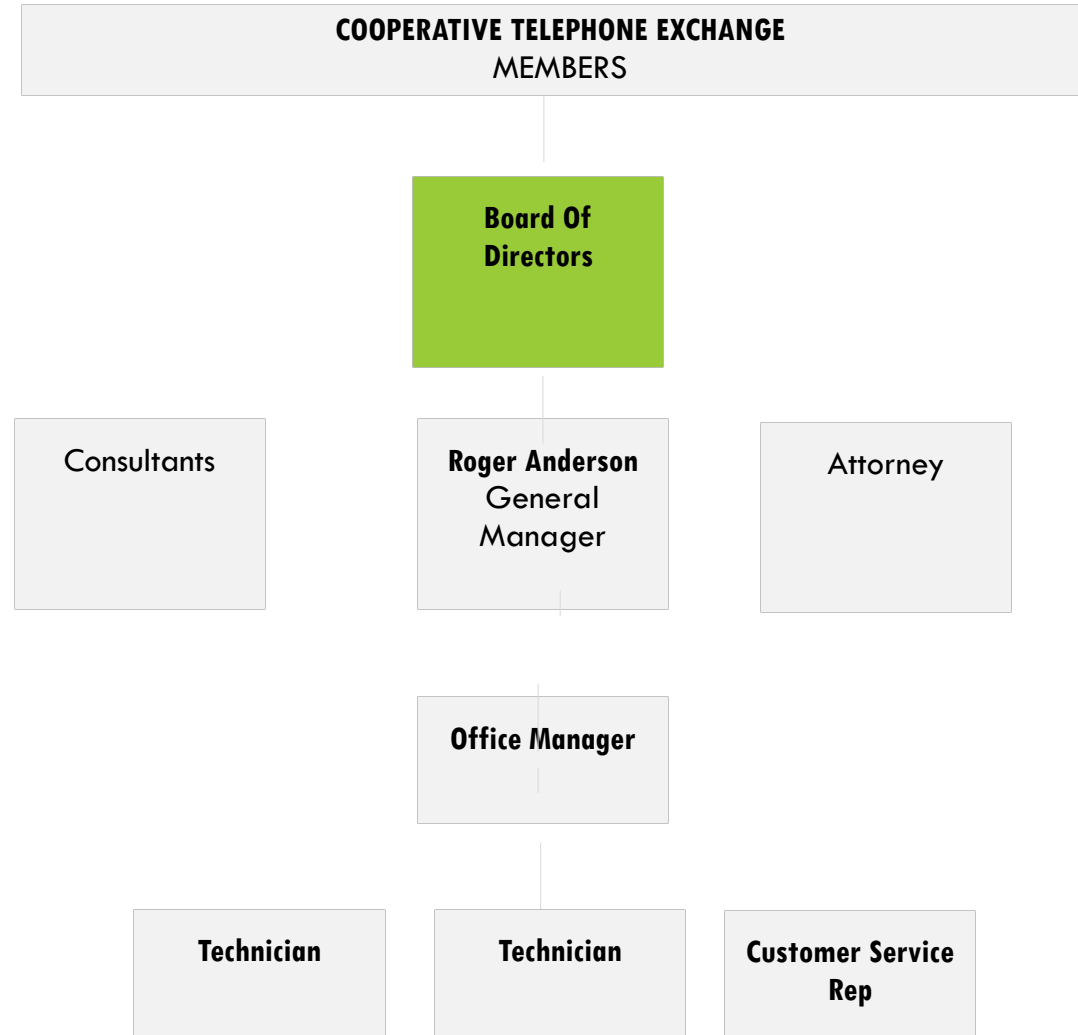 COOPERATIVE TELEPHONE EXCHANGE
MEMBERS
Board Of
Directors
Consultants
Roger Anderson
General
Manager
Attorney
Office Manager
Technician
Technician
Customer Service
Rep